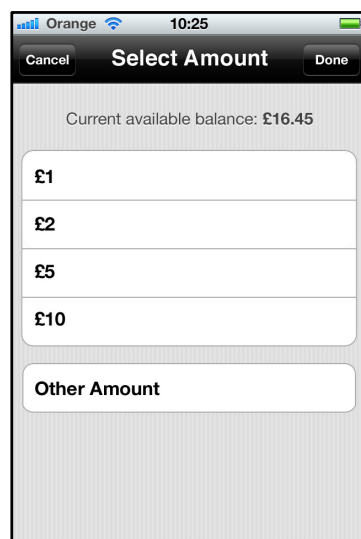 Orange 10:25
Cancel Select Amount Done
Current available balance: £16.45
£1
£2
£5
£10
Other Amount